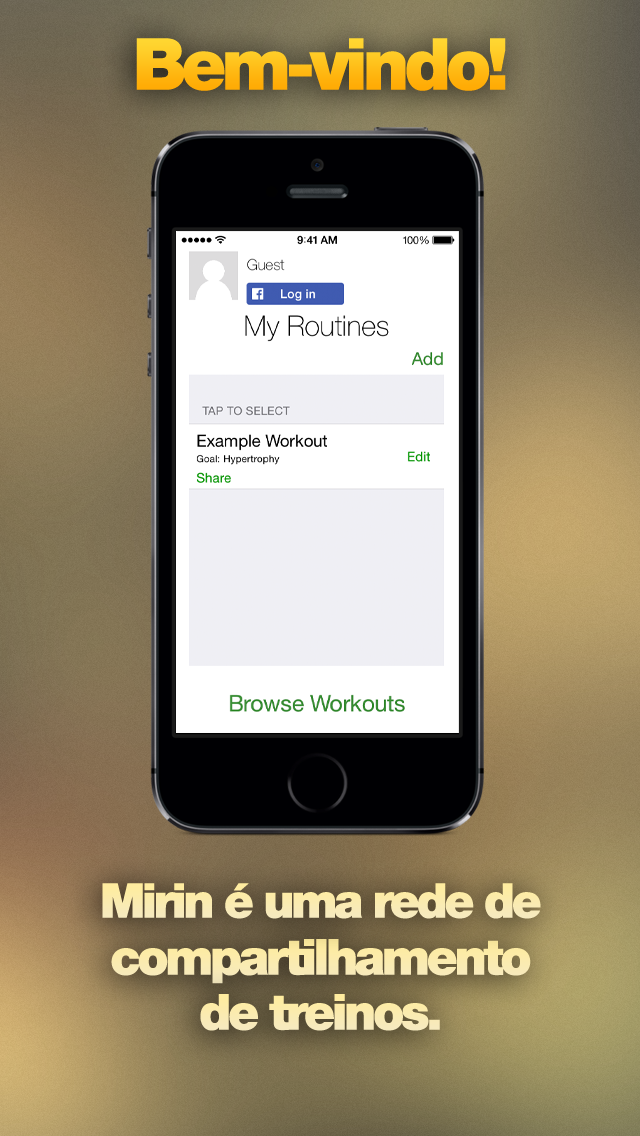 Bem-vindo!
9:41 AM
100%
Guest
Log in
My Routines
Add
TAP TO SELECT
Example Workout
Goal: Hypertrophy
Edit
Share
Browse Workouts
Mirin é uma rede de
compartilhamento
de treinos.